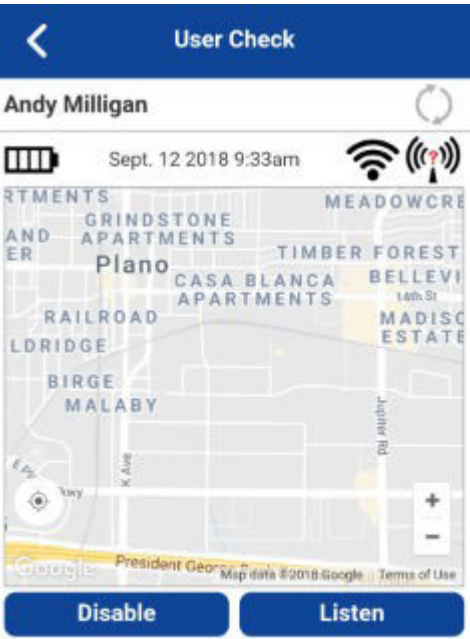 User Check
Andy Milligan
Sept. 12 2018 9:33am
?
RTMENTS
MEADOWCRE
GRINDSTONE
APARTMENTS
AND
ER
Plano
TIMBER FOREST
CASA BLANCA
APARTMENTS
BELLEVI
14th St
RAILROAD
MADISO
ESTATE
LDRIDGE
BIRGE
MALABY
Jupiter Rd
K Ave
E
kwy
+
−
Google
President George
Map data ©2018 Google
Terms of Use
Disable
Listen